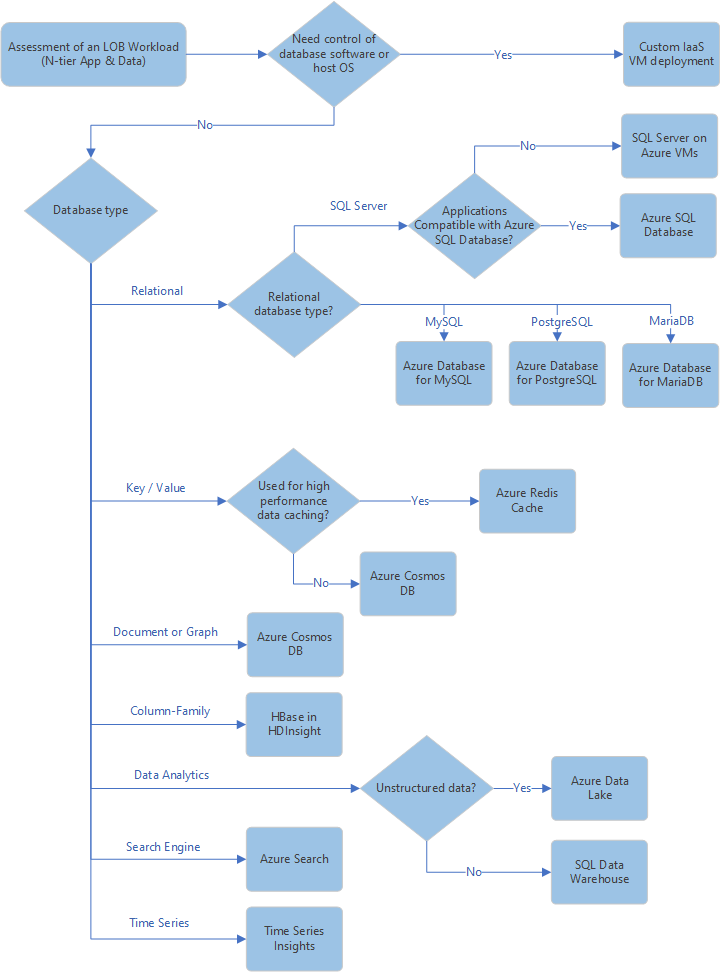 Assessment of an LOB Workload
(N-tier App & Data)
Need control of
database software or
host OS
Yes
Custom IaaS
VM deployment
No
Database type
SQL Server
Applications
Compatible with Azure
SQL Database?
No
SQL Server on
Azure VMs
Yes
Azure SQL
Database
Relational
Relational
database type?
MySQL
PostgreSQL
MariaDB
Azure Database
for MySQL
Azure Database
for PostgreSQL
Azure Database
for MariaDB
Key / Value
Used for high
performance
data caching?
Yes
Azure Redis
Cache
No
Azure Cosmos
DB
Document or Graph
Azure Cosmos
DB
Column-Family
HBase in
HDInsight
Data Analytics
Unstructured data?
Yes
Azure Data
Lake
No
SQL Data
Warehouse
Search Engine
Azure Search
Time Series
Time Series
Insights